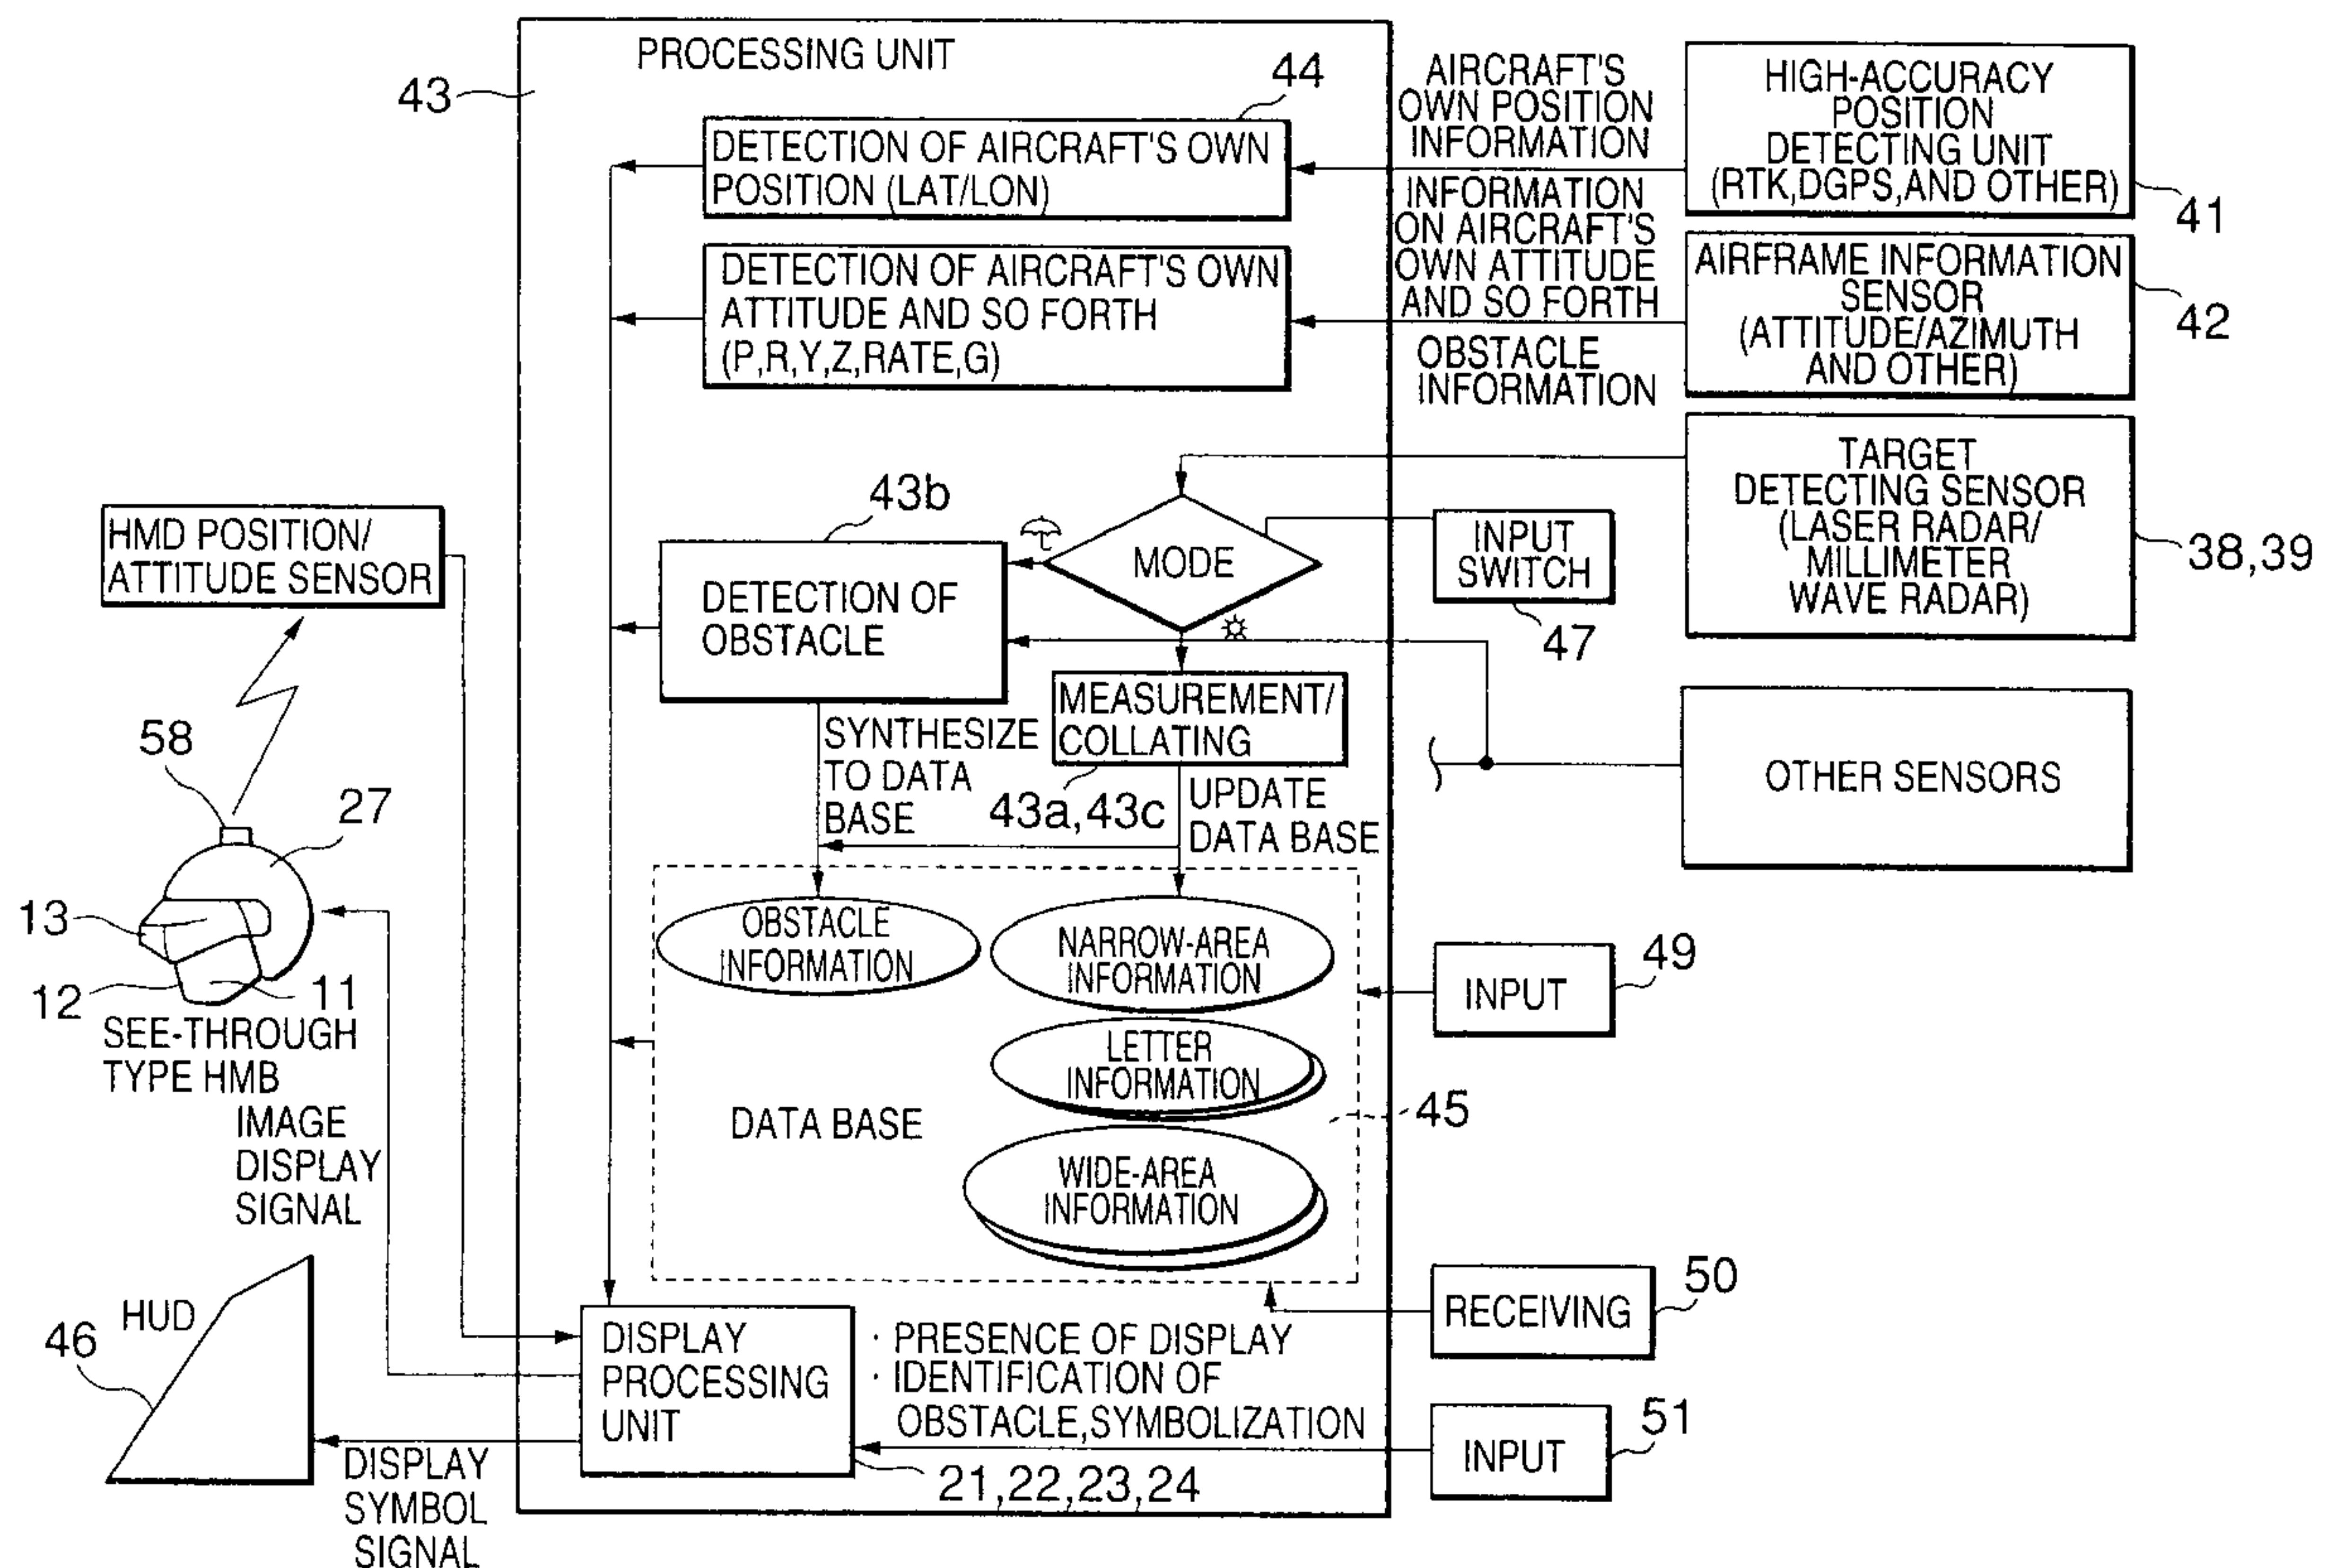 PROCESSING UNIT
43
44
DETECTION OF AIRCRAFT'S OWN
POSITION (LAT/LON)
DETECTION OF AIRCRAFT'S OWN
ATTITUDE AND SO FORTH
(P,R,Y,Z,RATE,G)
AIRCRAFT'S
OWN POSITION
INFORMATION
INFORMATION
ON AIRCRAFT'S
OWN ATTITUDE
AND SO FORTH
OBSTACLE
INFORMATION
HIGH-ACCURACY
POSITION
DETECTING UNIT
(RTK,DGPS,AND OTHER)
41
AIRFRAME INFORMATION
SENSOR
(ATTITUDE/AZIMUTH
AND OTHER)
42
TARGET
DETECTING SENSOR
(LASER RADAR/
MILLIMETER
WAVE RADAR)
38,39
HMD POSITION/
ATTITUDE SENSOR
43b
DETECTION OF
OBSTACLE
MODE
INPUT
SWITCH
47
MEASUREMENT/
COLLATING
43a,43c
SYNTHESIZE
TO DATA
BASE
UPDATE
DATA BASE
OTHER SENSORS
58
27
13
12
11
SEE-THROUGH
TYPE HMB
IMAGE
DISPLAY
SIGNAL
OBSTACLE
INFORMATION
NARROW-AREA
INFORMATION
LETTER
INFORMATION
WIDE-AREA
INFORMATION
DATA BASE
45
INPUT
49
RECEIVING
50
INPUT
51
HUD
46
DISPLAY
PROCESSING
UNIT
· PRESENCE OF DISPLAY
· IDENTIFICATION OF
OBSTACLE,SYMBOLIZATION
21,22,23,24
DISPLAY
SYMBOL
SIGNAL